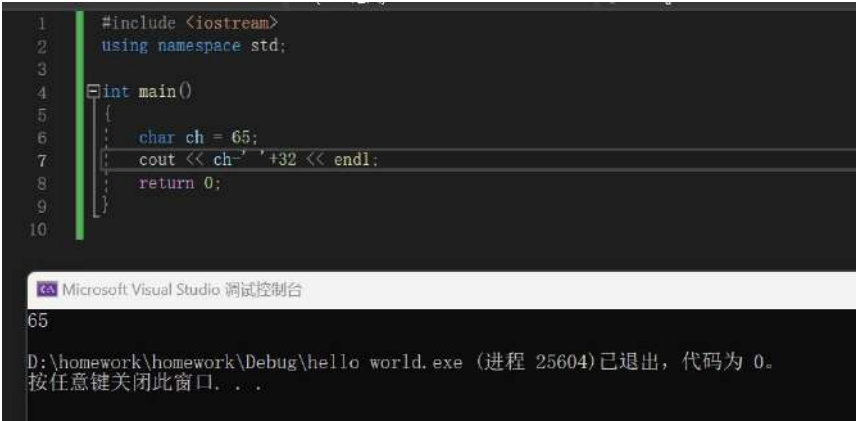 1 #include <iostream>
2 using namespace std;
3
4 int main()
5 {
6 char ch = 65;
7 cout << ch-' '+32 << endl;
8 return 0;
9 }
10
Microsoft Visual Studio 调试控制台
65
D:\homework\homework\Debug\hello world.exe (进程 25604)已退出，代码为 0。
按任意键关闭此窗口. . .